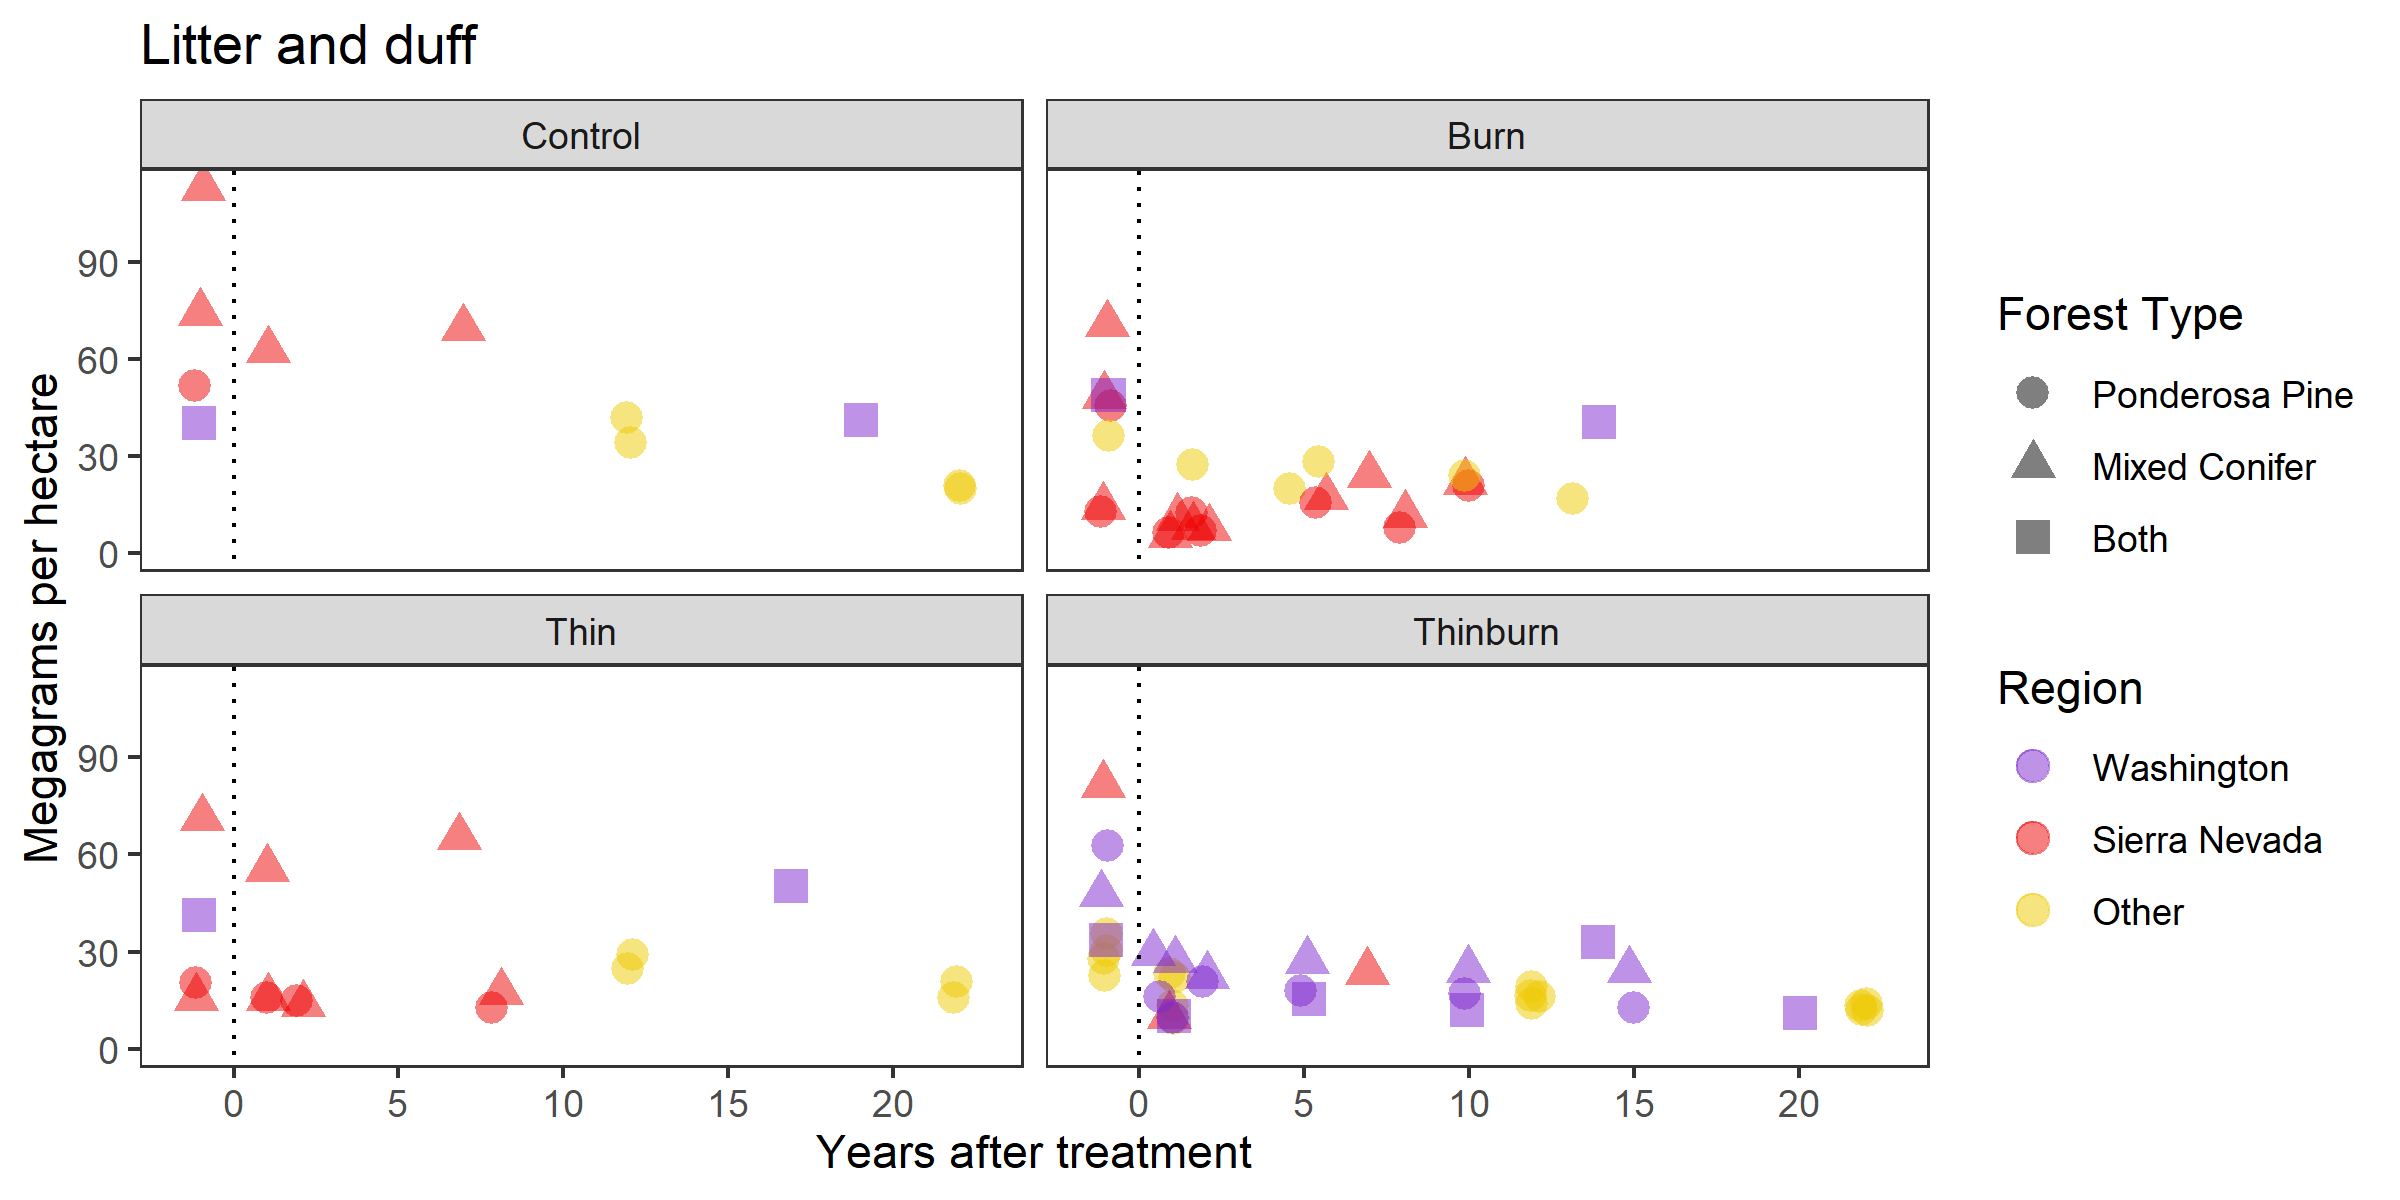 Litter and duff
Control
Burn
90
60
30
0
Thin
Thinburn
90
60
30
0
0 5 10 15 20
0 5 10 15 20
Years after treatment
Megagrams per hectare
Forest Type
Ponderosa Pine
Mixed Conifer
Both
Region
Washington
Sierra Nevada
Other